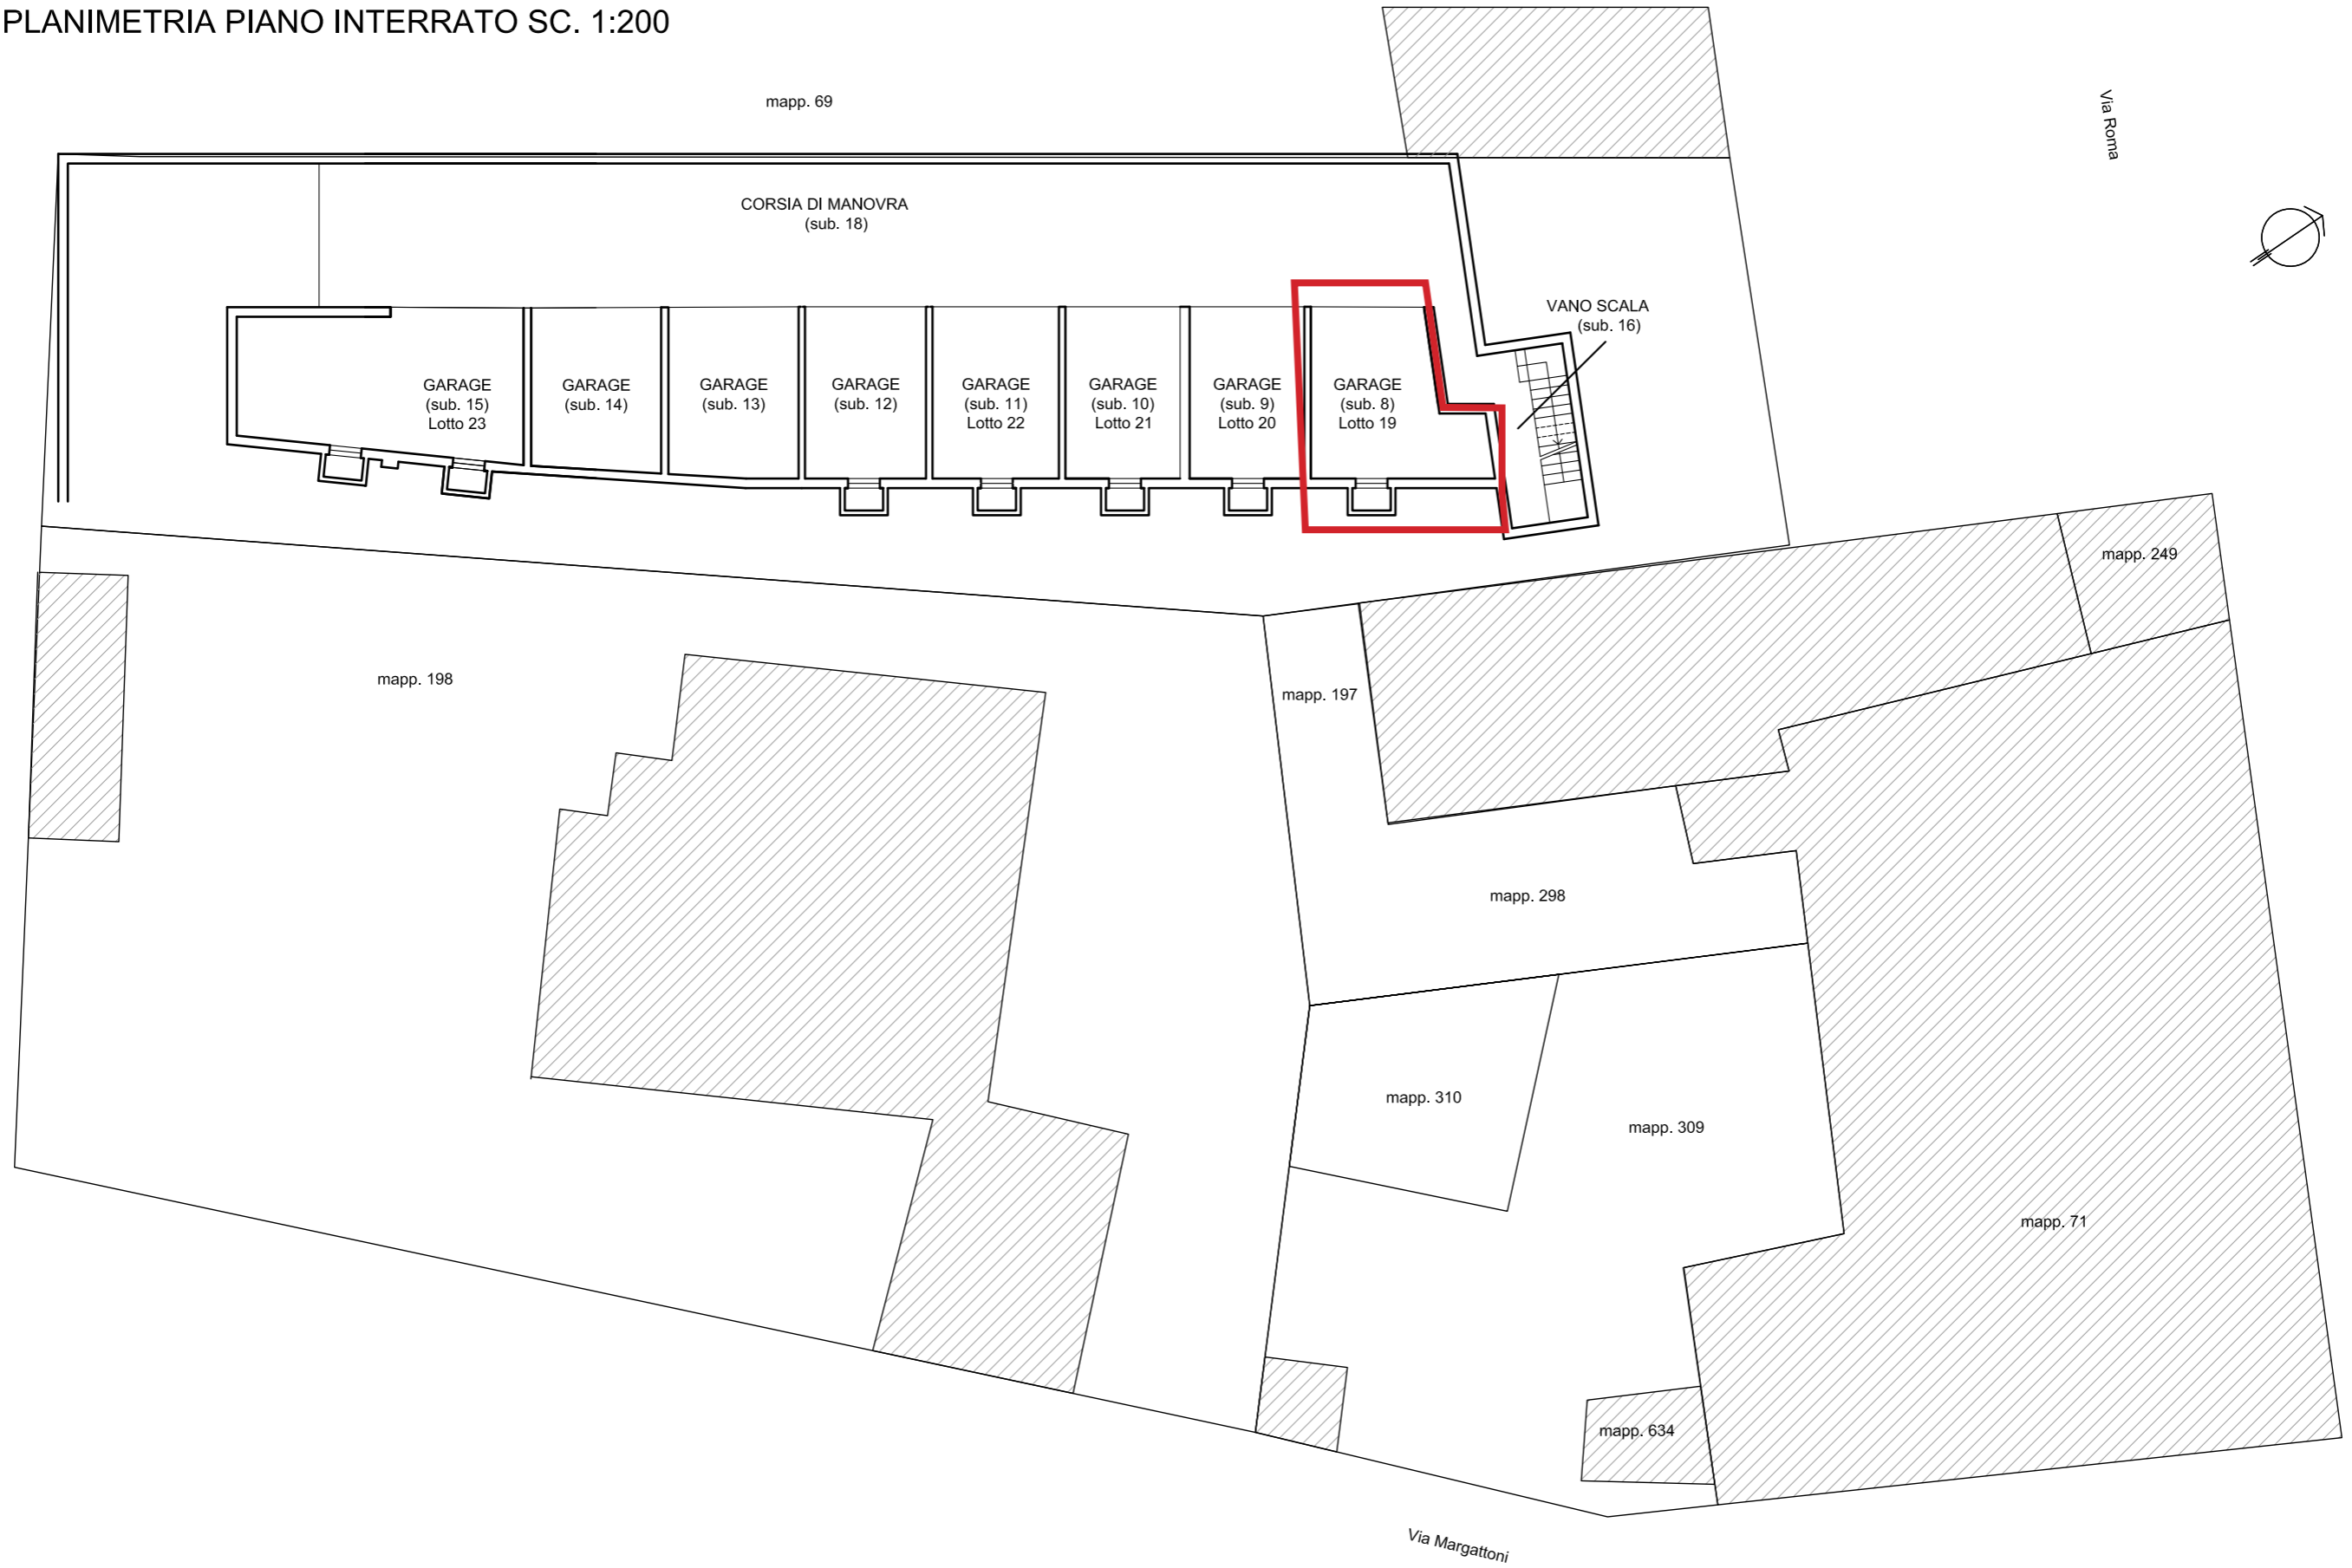 PLANIMETRIA PIANO INTERRATO SC. 1:200
mapp. 69
Via Roma
CORSIA DI MANOVRA
(sub. 18)
VANO SCALA
(sub. 16)
GARAGE
(sub. 15)
Lotto 23
GARAGE
(sub. 14)
GARAGE
(sub. 13)
GARAGE
(sub. 12)
GARAGE
(sub. 11)
Lotto 22
GARAGE
(sub. 10)
Lotto 21
GARAGE
(sub. 9)
Lotto 20
GARAGE
(sub. 8)
Lotto 19
mapp. 249
mapp. 198
mapp. 197
mapp. 298
mapp. 310
mapp. 309
mapp. 71
mapp. 634
Via Margattoni